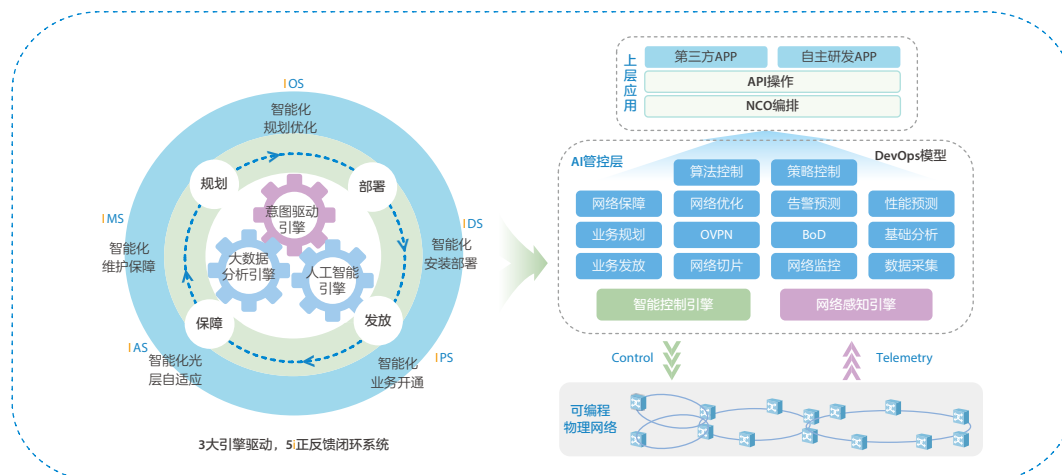 IOS
智能化
规划优化
规划
部署
IMS
智能化
维护保障
意图驱动
引擎
大数据
分析引擎
人工智能
引擎
IDS
智能化
安装部署
保障
发放
IAS
智能化光
层自适应
IPS
智能化
业务开通
3大引擎驱动，5i正反馈闭环系统
上层应用
第三方APP
自主研发APP
API操作
NCO编排
AI管控层
DevOps模型
算法控制
策略控制
网络保障
网络优化
告警预测
性能预测
业务规划
OVPN
BoD
基础分析
业务发放
网络切片
网络监控
数据采集
智能控制引擎
网络感知引擎
Control
Telemetry
可编程
物理网络